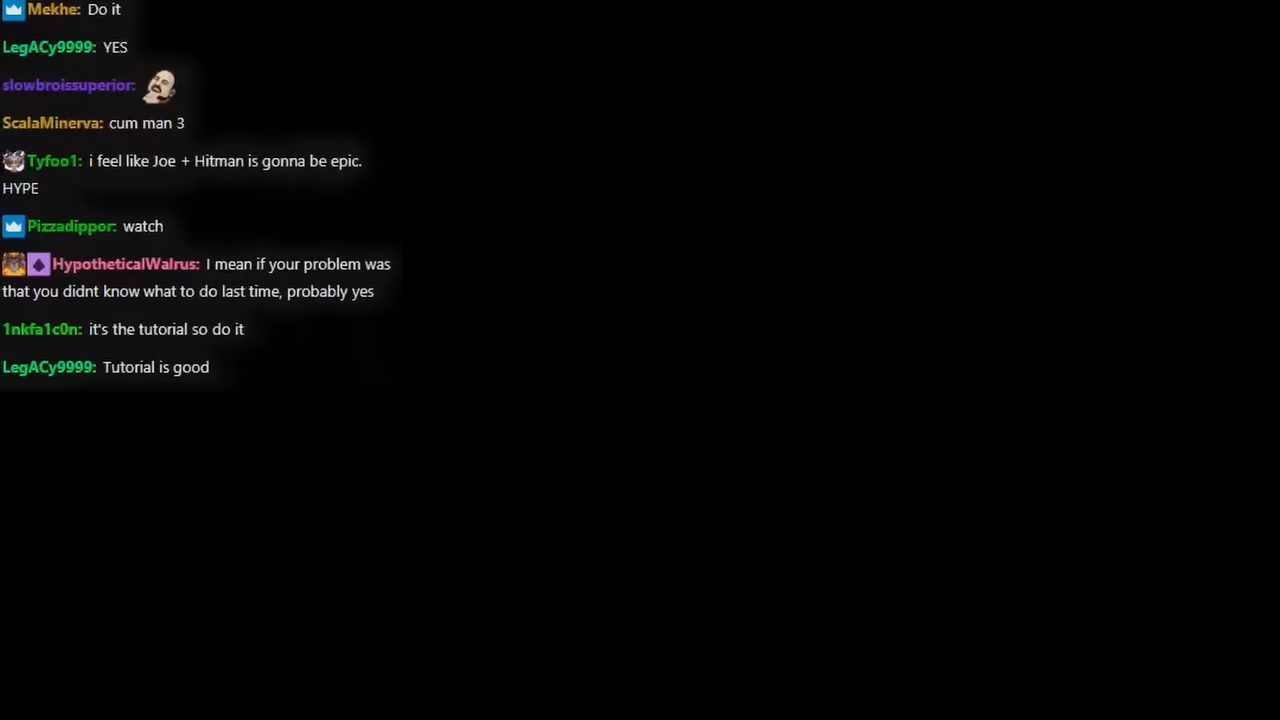 Mekhe: Do it
LegACy9999: YES
slowbroissuperior:
ScalaMinerva: cum man 3
Tyfoo1: i feel like Joe + Hitman is gonna be epic.
HYPE
Pizzadippor: watch
HypotheticalWalrus: I mean if your problem was
that you didnt know what to do last time, probably yes
1nkfa1c0n: it's the tutorial so do it
LegACy9999: Tutorial is good